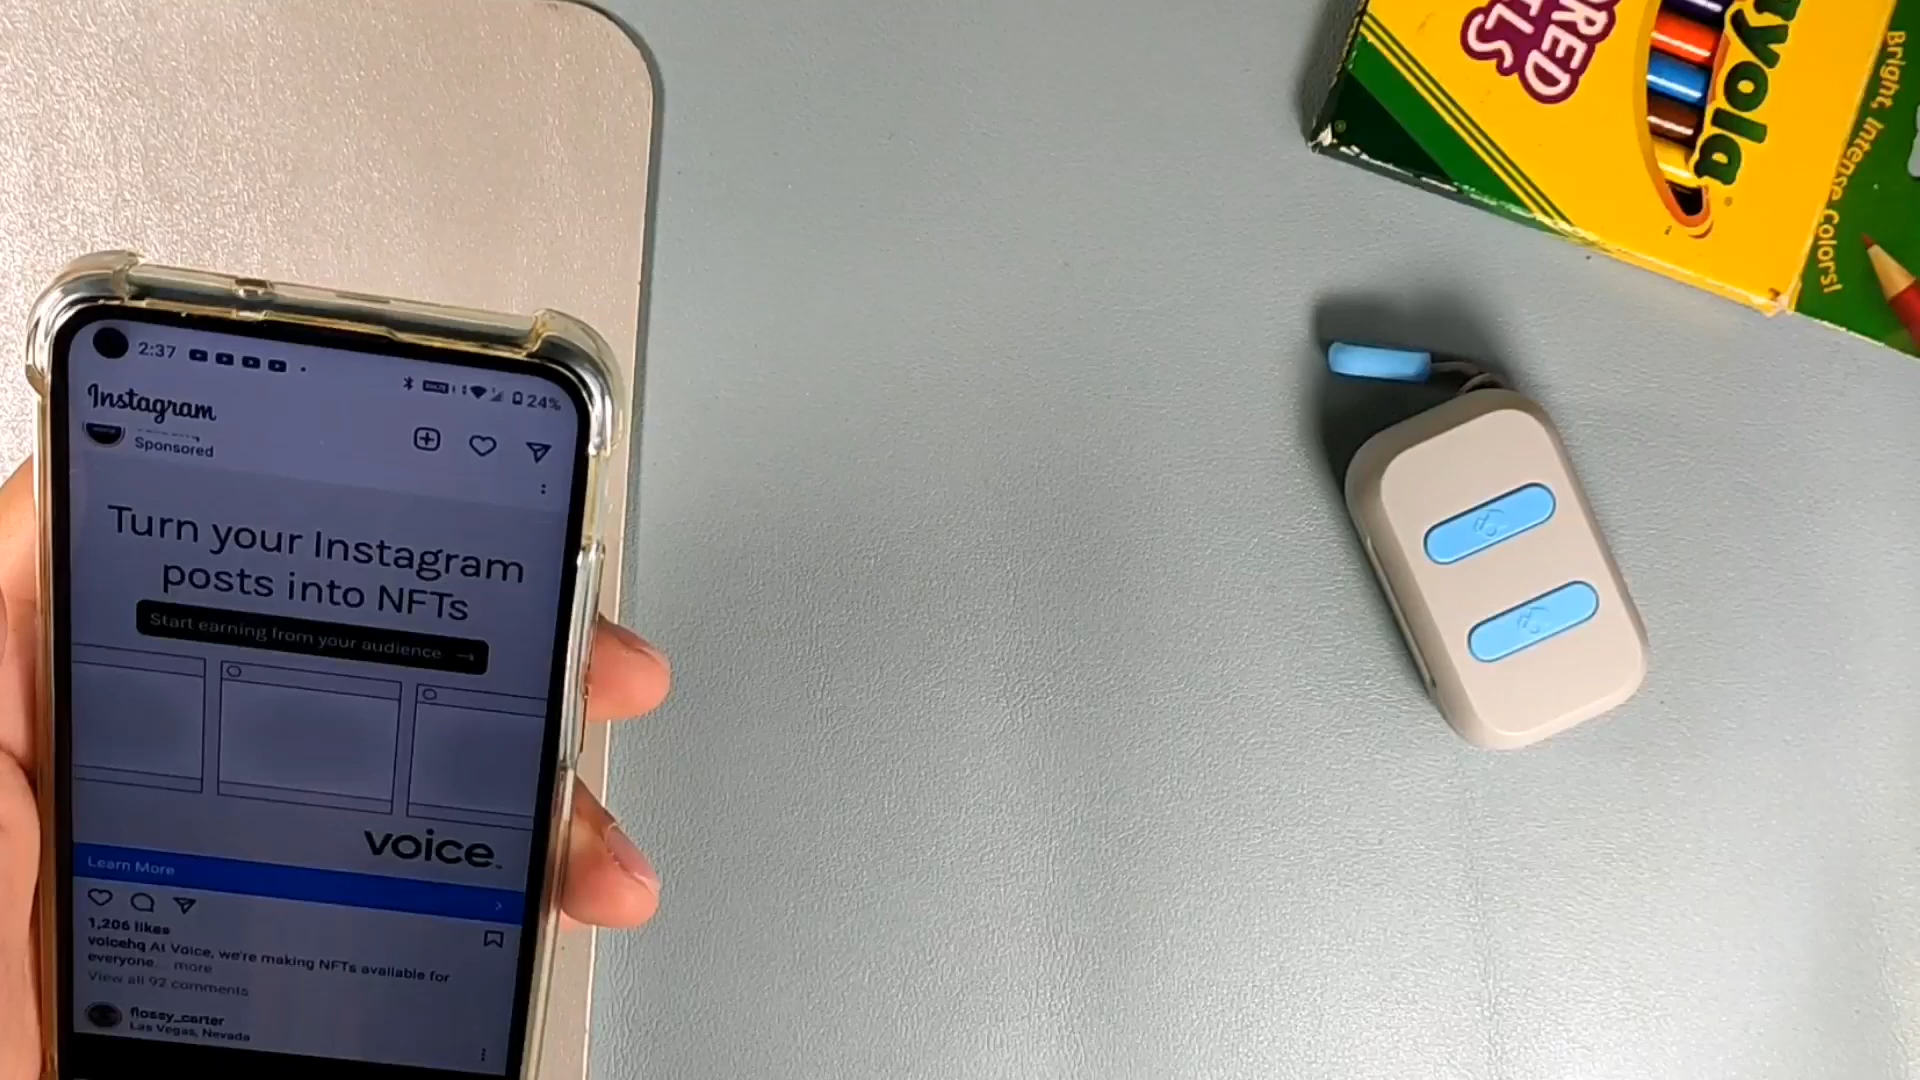 2:37
24%
Instagram
Sponsored
Turn your Instagram
posts into NFTs
Start earning from your audience →
voice.
Learn More
1,206 likes
voicehq At Voice, we're making NFTs available for
everyone... more
View all 92 comments
flossy_carter
Las Vegas, Nevada
yola
Bright, Intense Colors!